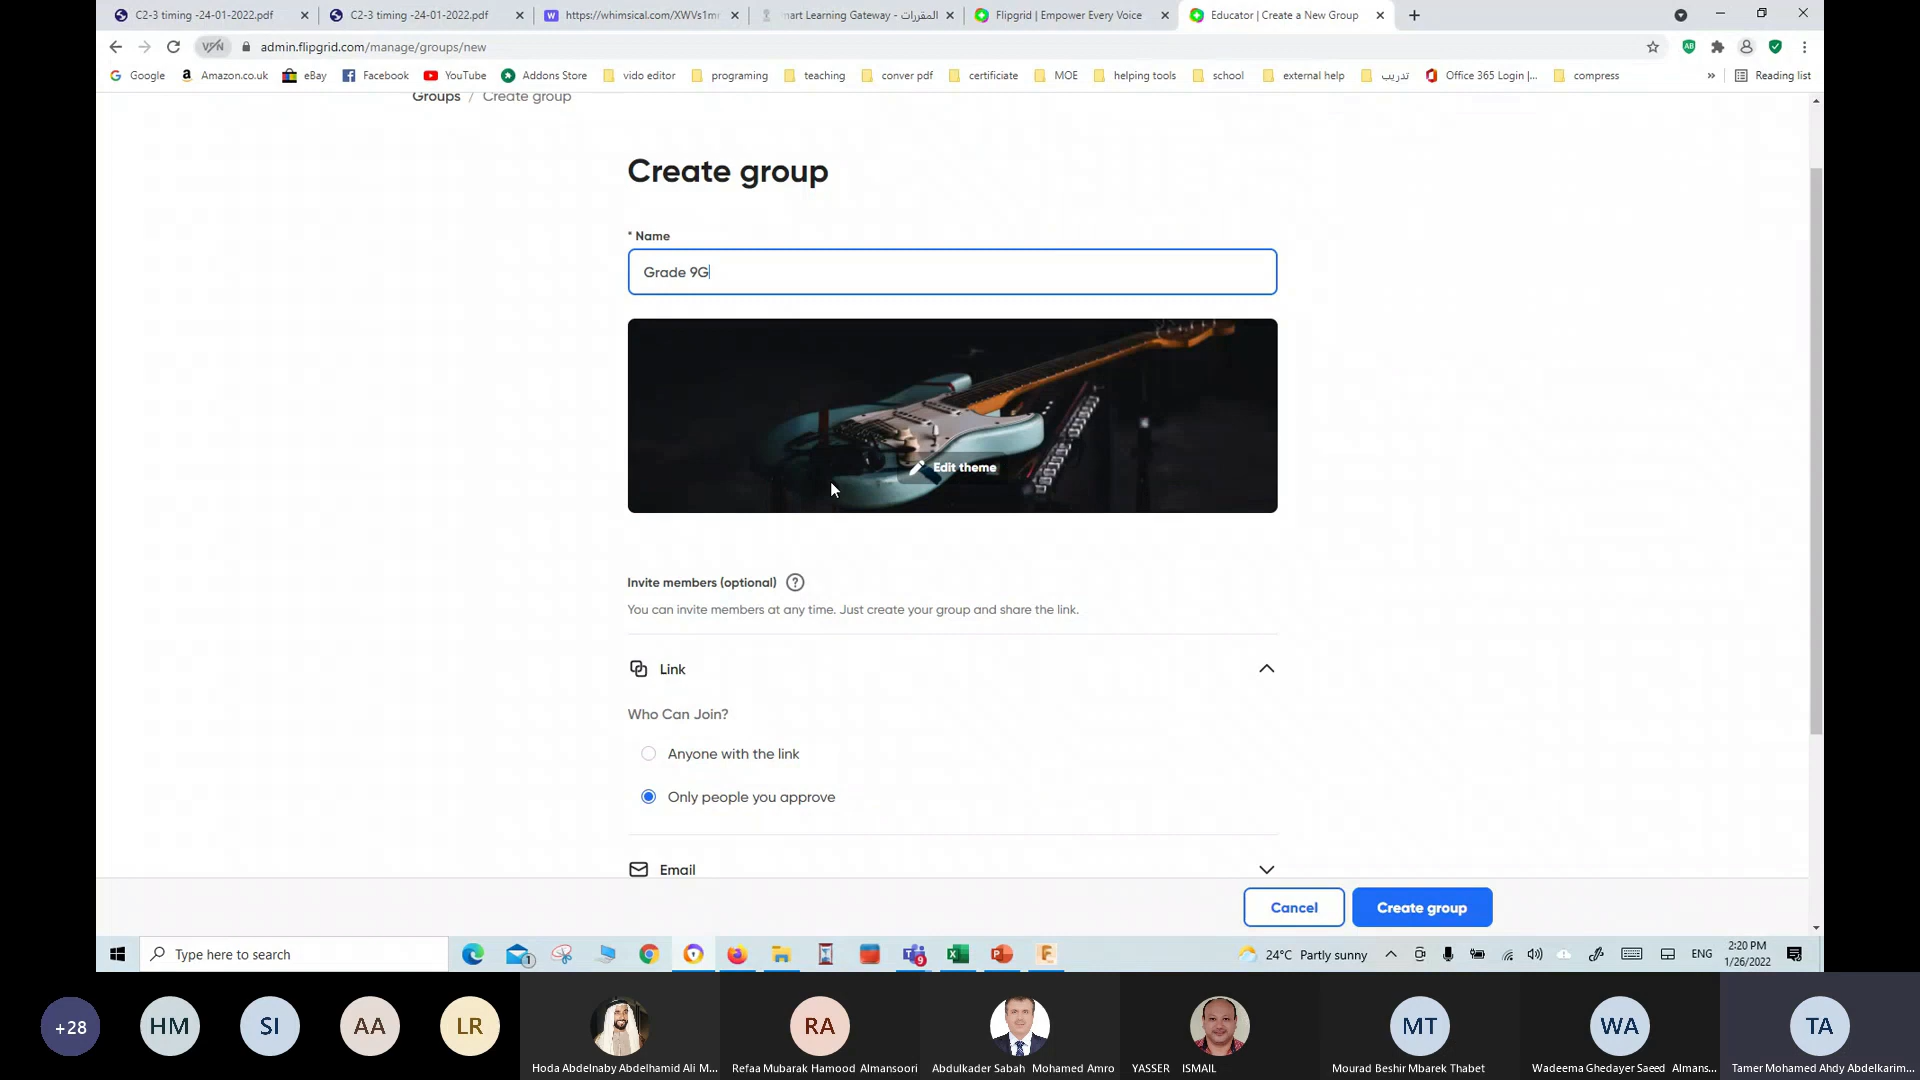 C2-3 timing -24-01-2022.pdf
C2-3 timing -24-01-2022.pdf
https://whimsical.com/XWVs1mr
mart Learning Gateway - المقررات
Flipgrid | Empower Every Voice
Educator | Create a New Group
VPN
admin.flipgrid.com/manage/groups/new
Google
Amazon.co.uk
eBay
Facebook
YouTube
Addons Store
vido editor
programing
teaching
conver pdf
certificiate
MOE
helping tools
school
external help
تدريب
Office 365 Login |...
compress
»
Reading list
Groups / Create group
Create group
* Name
Grade 9G
Edit theme
Invite members (optional) ?
You can invite members at any time. Just create your group and share the link.
Link
Who Can Join?
Anyone with the link
Only people you approve
Email
Cancel
Create group
Type here to search
1
9
24°C Partly sunny
ENG
2:20 PM
1/26/2022
+28
HM
SI
AA
LR
RA
MT
WA
TA
Hoda Abdelnaby Abdelhamid Ali M...
Refaa Mubarak Hamood Almansoori
Abdulkader Sabah Mohamed Amro
YASSER ISMAIL
Mourad Beshir Mbarek Thabet
Wadeema Ghedayer Saeed Almans...
Tamer Mohamed Ahdy Abdelkarim...